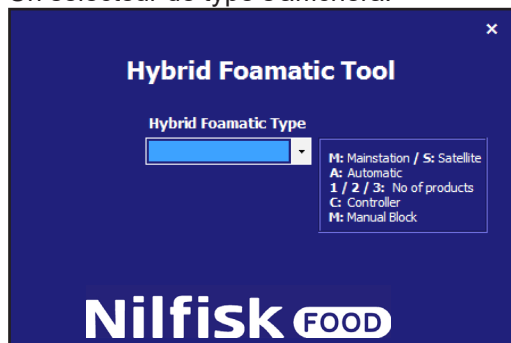 Un sélecteur de type s'affichera.
×
Hybrid Foamatic Tool
Hybrid Foamatic Type
M: Mainstation / S: Satellite
A: Automatic
1 / 2 / 3: No of products
C: Controller
M: Manual Block
Nilfisk FOOD